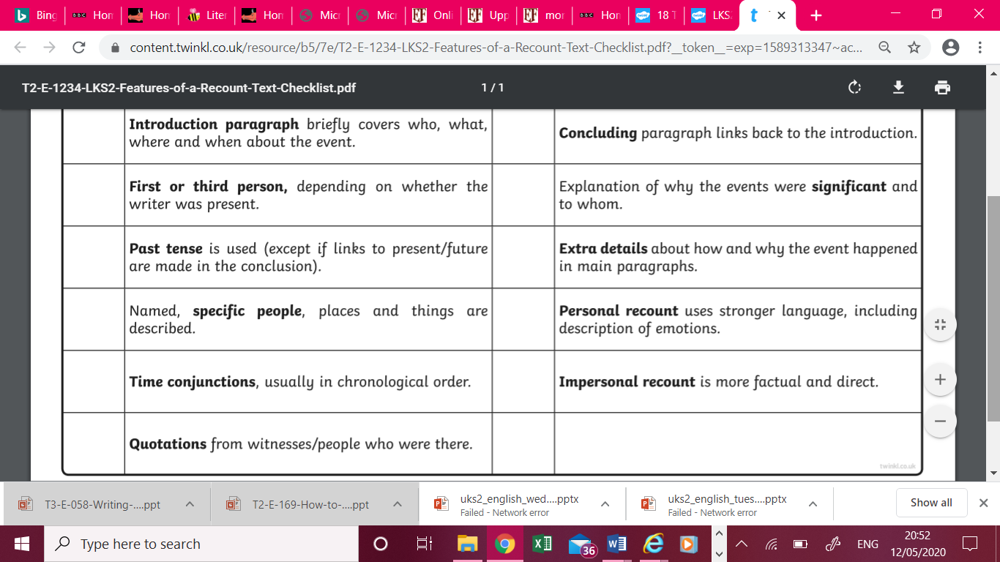 Bing
Hom
Hom
Liter
Hon
Micr
Micr
Onli
Upp
mor
Hon
18 T
LKS
content.twinkl.co.uk/resource/b5/7e/T2-E-1234-LKS2-Features-of-a-Recount-Text-Checklist.pdf?__token__=exp=1589313347~ac...
T2-E-1234-LKS2-Features-of-a-Recount-Text-Checklist.pdf
1 / 1
Introduction paragraph briefly covers who, what,
where and when about the event.
Concluding paragraph links back to the introduction.
First or third person, depending on whether the
writer was present.
Explanation of why the events were significant and
to whom.
Past tense is used (except if links to present/future
are made in the conclusion).
Extra details about how and why the event happened
in main paragraphs.
Named, specific people, places and things are
described.
Personal recount uses stronger language, including
description of emotions.
Time conjunctions, usually in chronological order.
Impersonal recount is more factual and direct.
Quotations from witnesses/people who were there.
twinkl.co.uk
T3-E-058-Writing-....ppt
T2-E-169-How-to-....ppt
uks2_english_wed....pptx
Failed - Network error
uks2_english_tues....pptx
Failed - Network error
Show all
Type here to search
36
ENG
20:52
12/05/2020